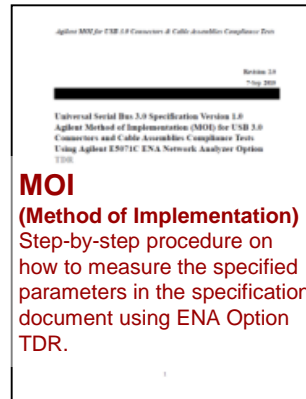 Agilent MOI for USB 3.0 Connectors & Cable Assemblies Compliance Tests
Revision 2.0
7-Sep 2010
Universal Serial Bus 3.0 Specification Version 1.0
Agilent Method of Implementation (MOI) for USB 3.0
Connectors and Cable Assemblies Compliance Tests
Using Agilent E5071C ENA Network Analyzer Option
TDR
MOI
(Method of Implementation)
Step-by-step procedure on
how to measure the specified
parameters in the specification
document using ENA Option
TDR.
1